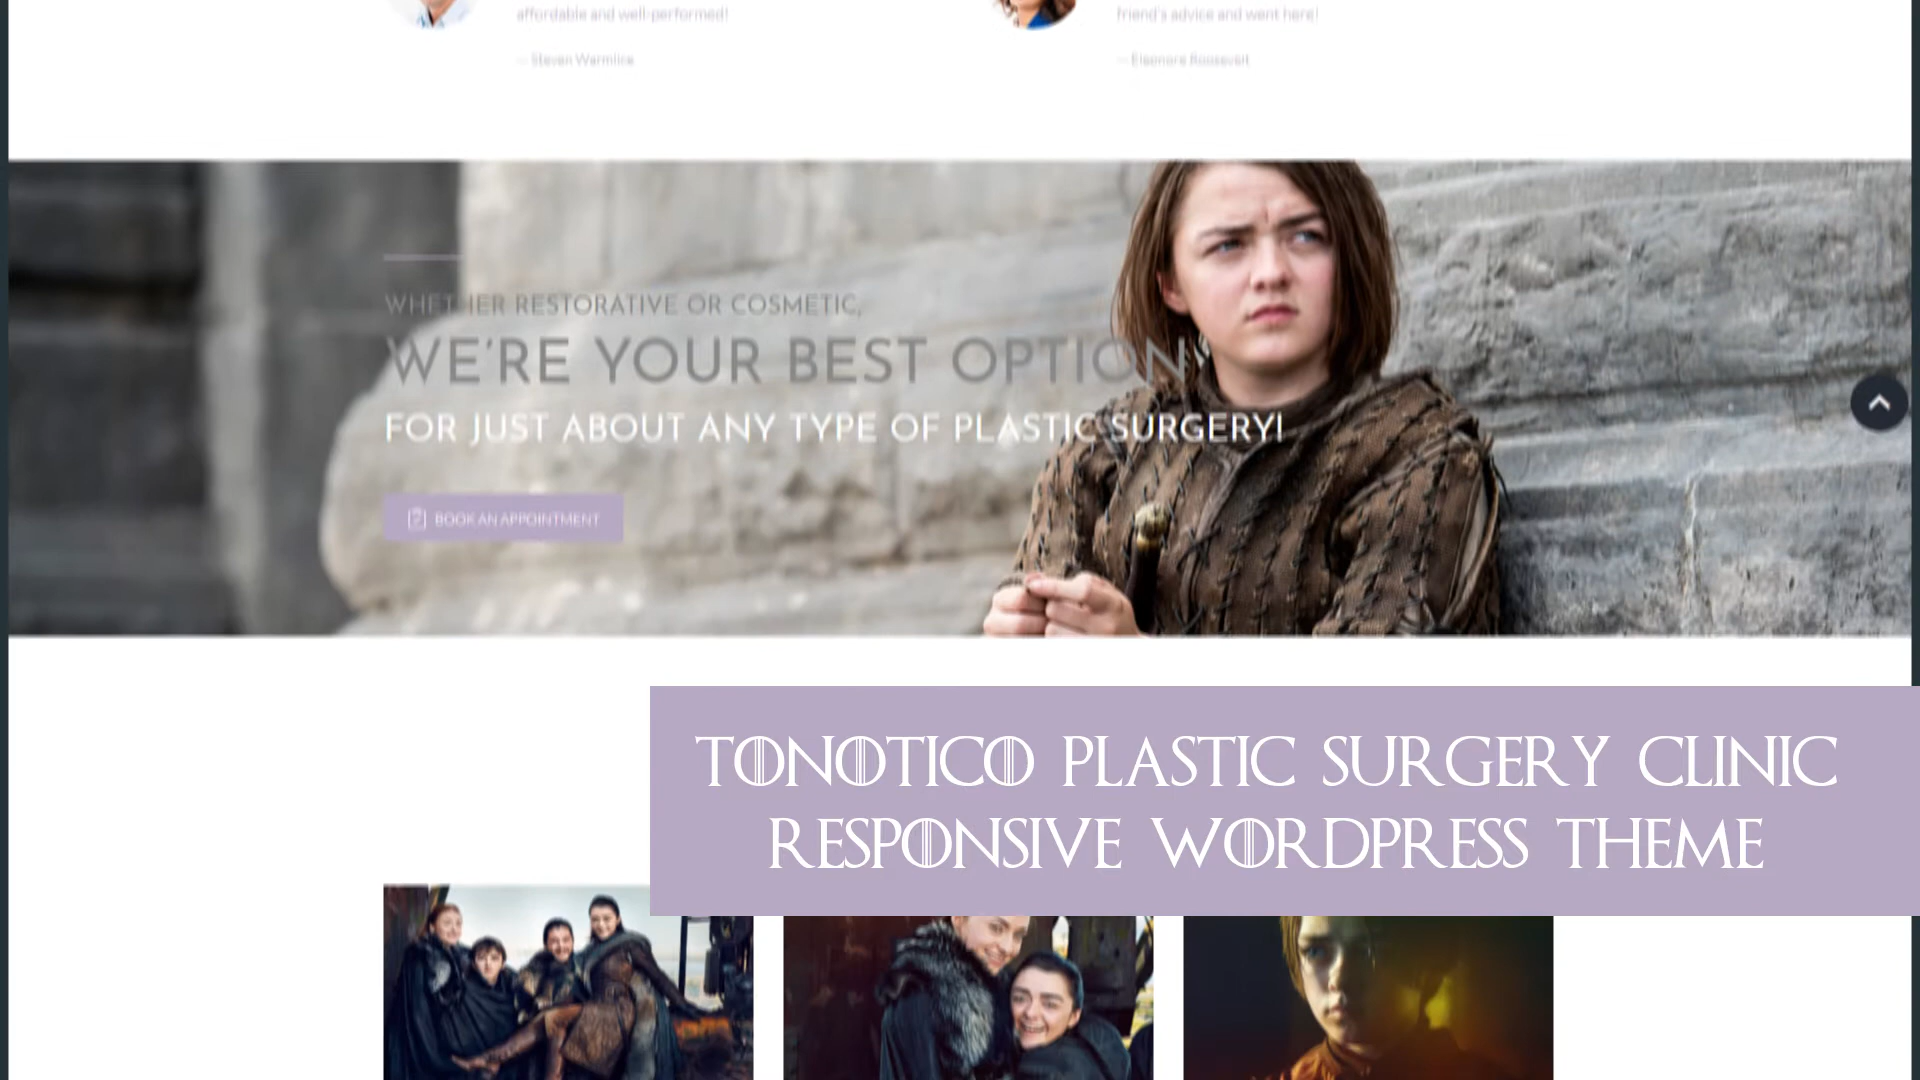 affordable and well-performed!
friend's advice and went here!
— Steven Warmlice
— Eleonora Roosevelt
WHETHER RESTORATIVE OR COSMETIC,
WE'RE YOUR BEST OPTION
FOR JUST ABOUT ANY TYPE OF PLASTIC SURGERY!
BOOK AN APPOINTMENT
TONOTICO PLASTIC SURGERY CLINIC
RESPONSIVE WORDPRESS THEME